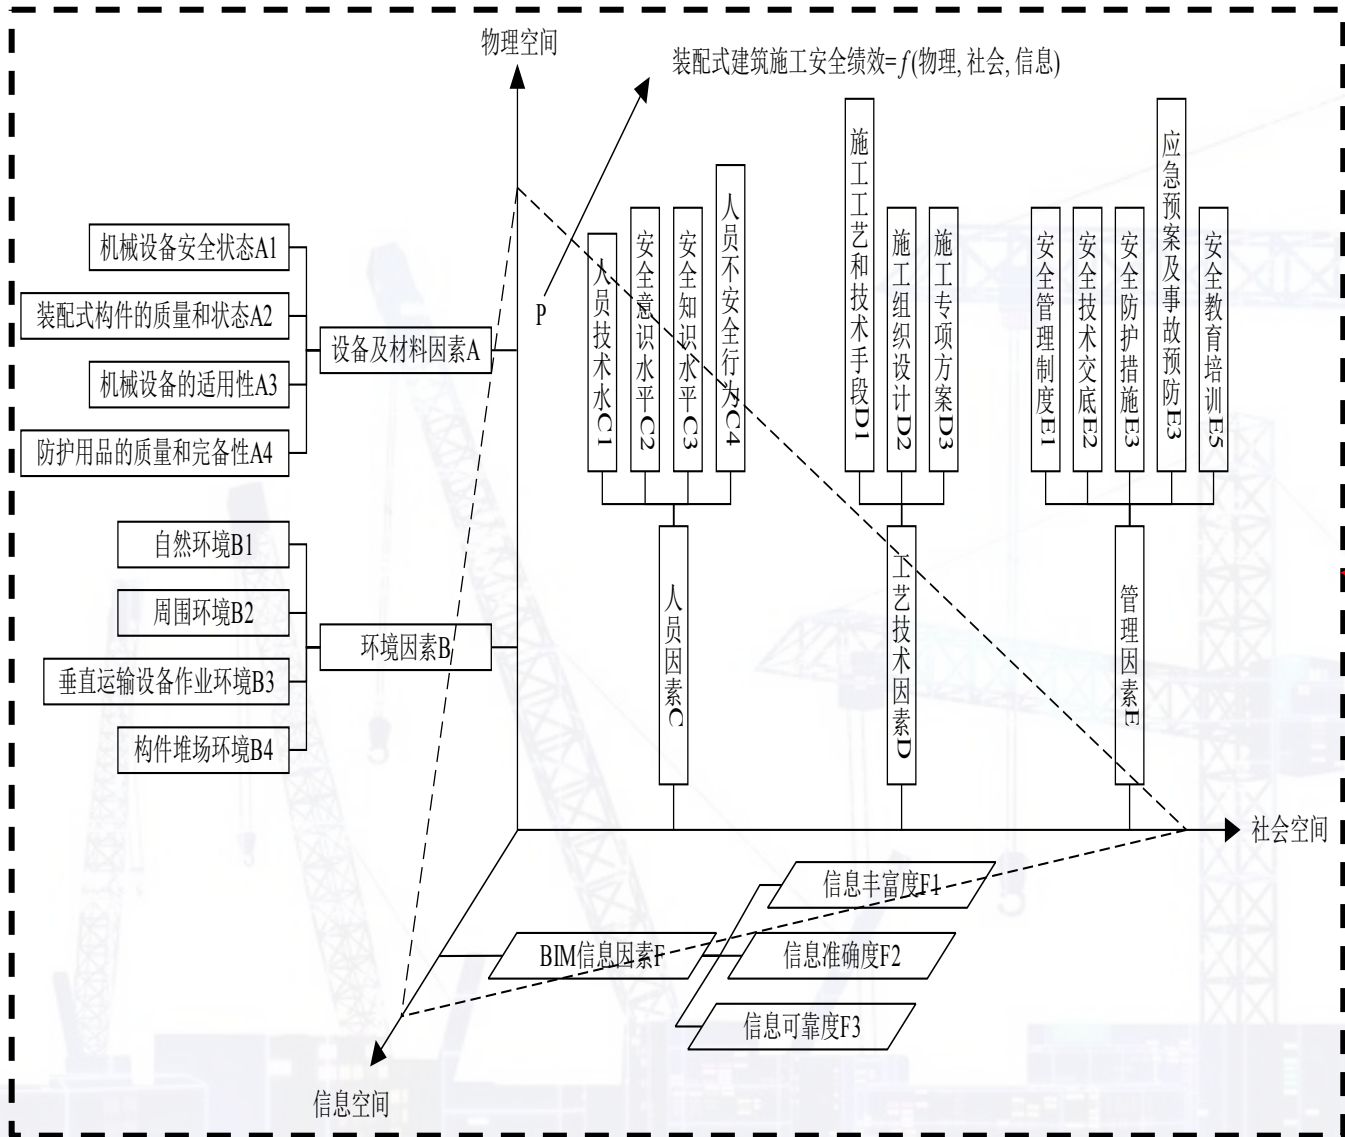 物理空间
装配式建筑施工安全绩效=f(物理, 社会, 信息)
P
机械设备安全状态A1
装配式构件的质量和状态A2
机械设备的适用性A3
防护用品的质量和完备性A4
设备及材料因素A
自然环境B1
周围环境B2
垂直运输设备作业环境B3
构件堆场环境B4
环境因素B
人员技术水C1
安全意识水平C2
安全知识水平C3
人员不安全行为C4
人员因素C
施工工艺和技术手段D1
施工组织设计D2
施工专项方案D3
工艺技术因素D
安全管理制度E1
安全技术交底E2
安全防护措施E3
应急预案及事故预防E3
安全教育培训E5
管理因素E
社会空间
BIM信息因素F
信息丰富度F1
信息准确度F2
信息可靠度F3
信息空间